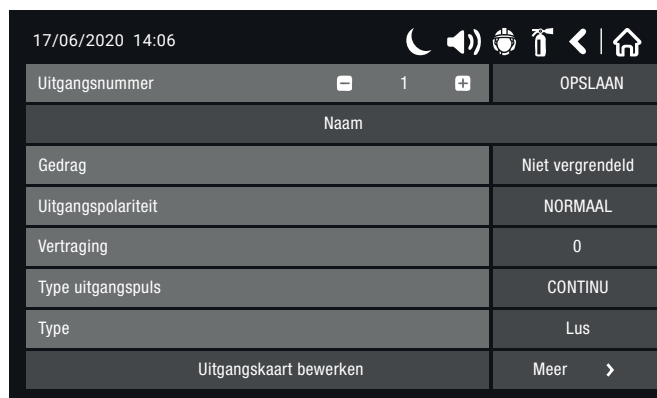 17/06/2020 14:06
Uitgangsnummer 1 OPSLAAN
Naam
Gedrag Niet vergrendeld
Uitgangspolariteit NORMAAL
Vertraging 0
Type uitgangspuls CONTINU
Type Lus
Uitgangskaart bewerken Meer